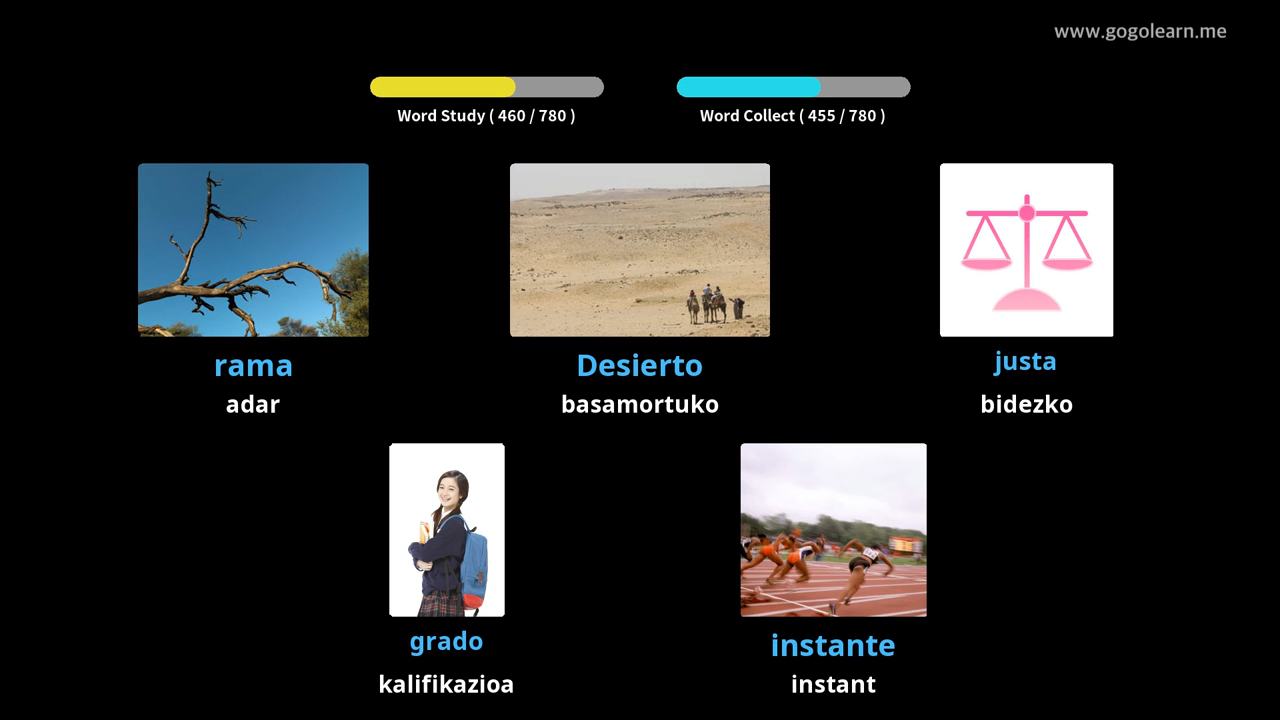 www.gogolearn.me
Word Study ( 460 / 780 )
Word Collect ( 455 / 780 )
rama
adar
Desierto
basamortuko
justa
bidezko
grado
kalifikazioa
instante
instant